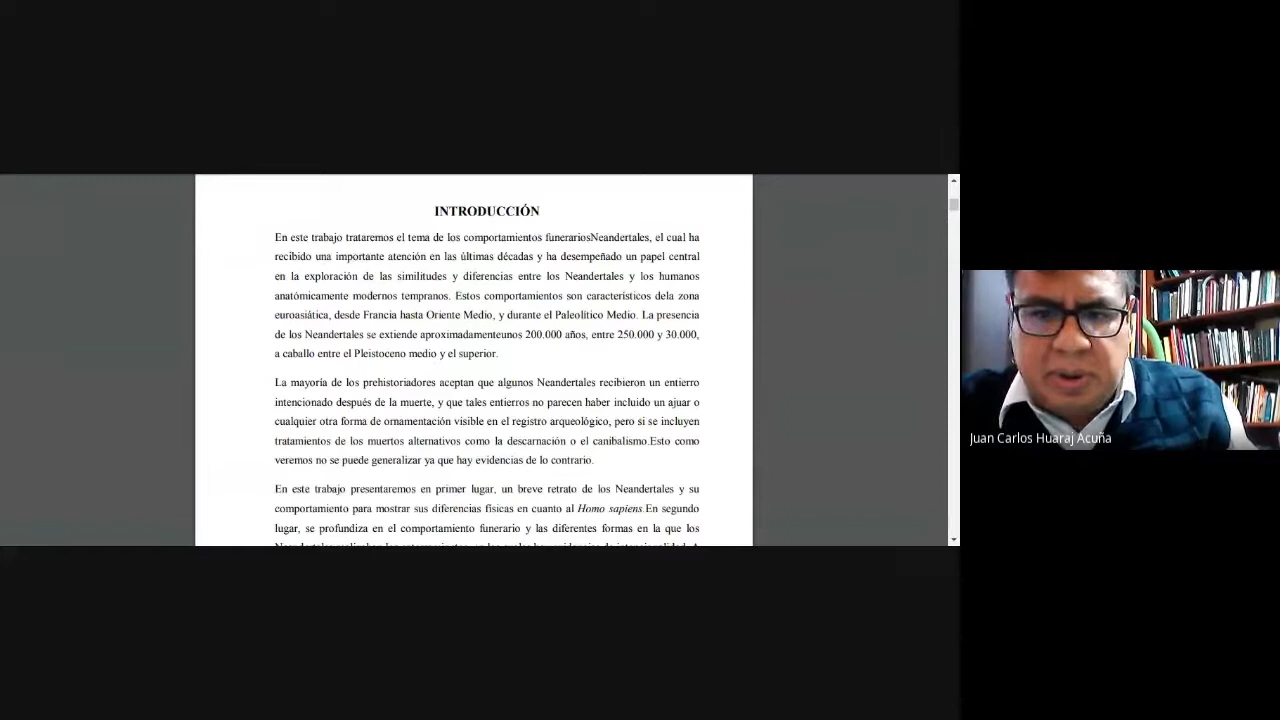 INTRODUCCIÓN
En este trabajo trataremos el tema de los comportamientos funerariosNeandertales, el cual ha
recibido una importante atención en las últimas décadas y ha desempeñado un papel central
en la exploración de las similitudes y diferencias entre los Neandertales y los humanos
anatómicamente modernos tempranos. Estos comportamientos son característicos dela zona
euroasiática, desde Francia hasta Oriente Medio, y durante el Paleolítico Medio. La presencia
de los Neandertales se extiende aproximadamenteunos 200.000 años, entre 250.000 y 30.000,
a caballo entre el Pleistoceno medio y el superior.
La mayoría de los prehistoriadores aceptan que algunos Neandertales recibieron un entierro
intencionado después de la muerte, y que tales entierros no parecen haber incluido un ajuar o
cualquier otra forma de ornamentación visible en el registro arqueológico, pero sí se incluyen
tratamientos de los muertos alternativos como la descarnación o el canibalismo.Esto como
veremos no se puede generalizar ya que hay evidencias de lo contrario.
En este trabajo presentaremos en primer lugar, un breve retrato de los Neandertales y su
comportamiento para mostrar sus diferencias físicas en cuanto al Homo sapiens.En segundo
lugar, se profundiza en el comportamiento funerario y las diferentes formas en la que los
Juan Carlos Huaraj Acuña